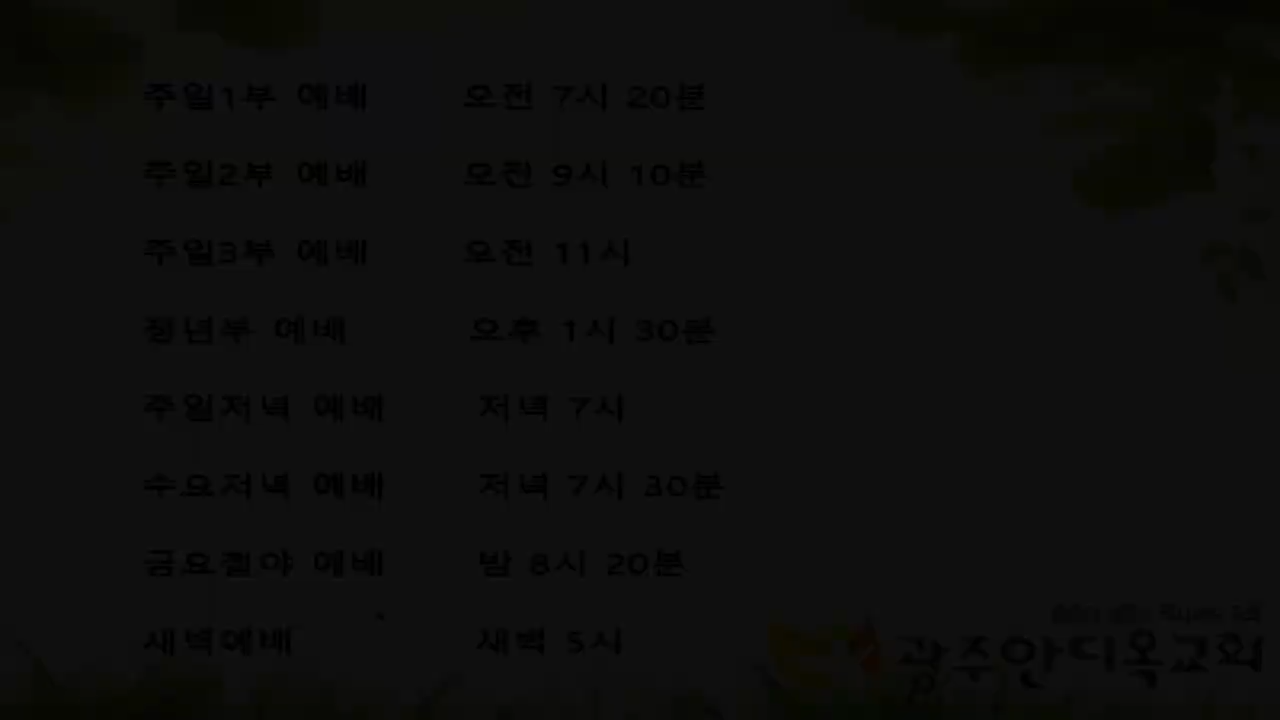 주일1부 예배 오전 7시 20분
주일2부 예배 오전 9시 10분
주일3부 예배 오전 11시
청년부 예배 오후 1시 30분
주일저녁 예배 저녁 7시
수요저녁 예배 저녁 7시 30분
금요철야 예배 밤 8시 20분
새벽예배 새벽 5시
광주안디옥교회